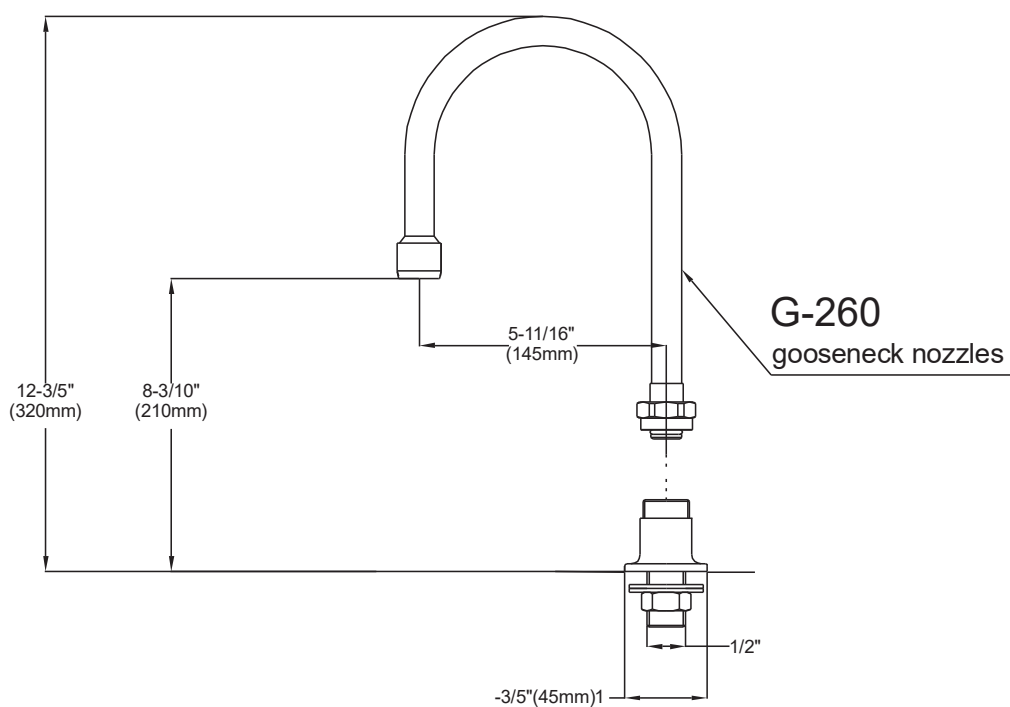 G-260
gooseneck nozzles
5-11/16"
(145mm)
12-3/5"
(320mm)
8-3/10"
(210mm)
1/2"
-3/5"(45mm)1